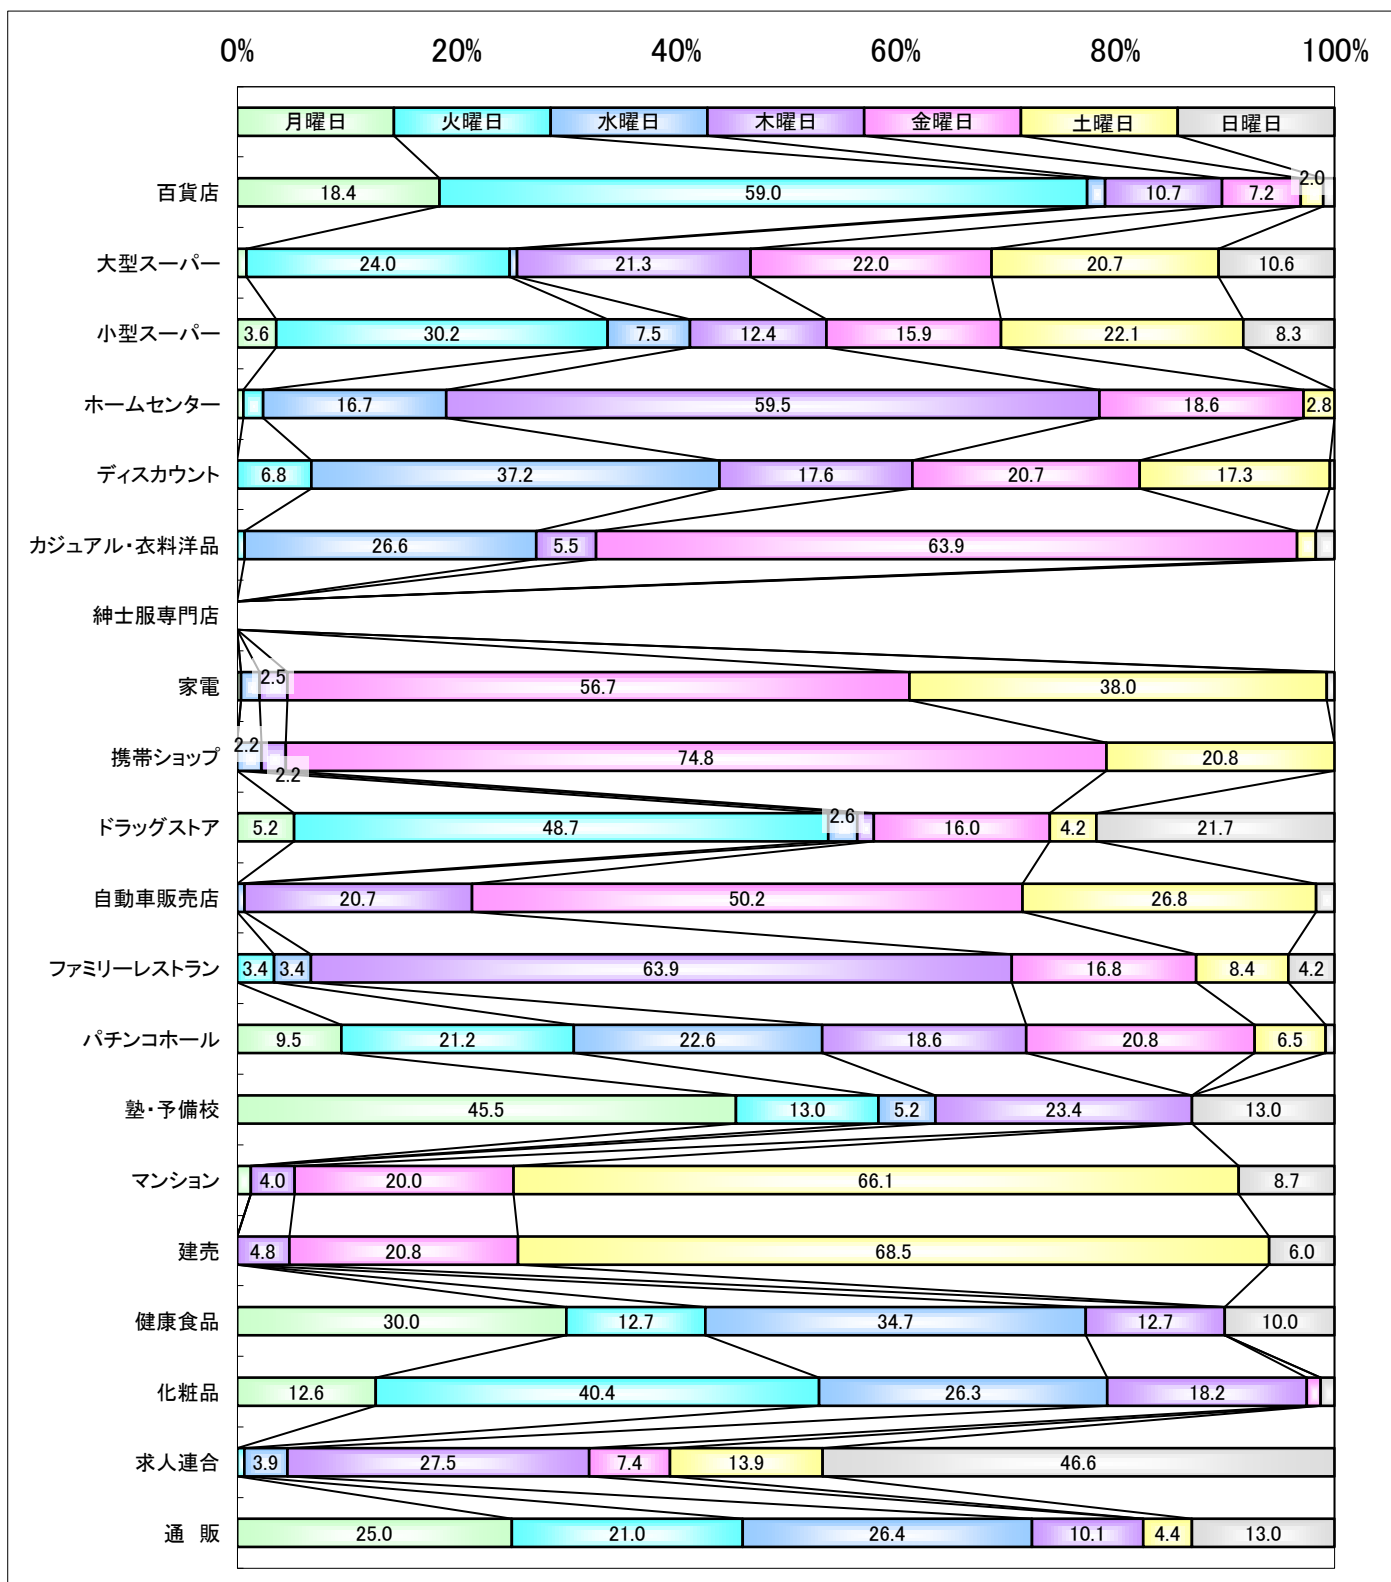 0% 20% 40% 60% 80% 100%
月曜日 火曜日 水曜日 木曜日 金曜日 土曜日 日曜日
百貨店 18.4 59.0 10.7 7.2 2.0
大型スーパー 24.0 21.3 22.0 20.7 10.6
小型スーパー 3.6 30.2 7.5 12.4 15.9 22.1 8.3
ホームセンター 16.7 59.5 18.6 2.8
ディスカウント 6.8 37.2 17.6 20.7 17.3
カジュアル・衣料洋品 26.6 5.5 63.9
紳士服専門店
家電 2.5 56.7 38.0
携帯ショップ 2.2 2.2 74.8 20.8
ドラッグストア 5.2 48.7 2.6 16.0 4.2 21.7
自動車販売店 20.7 50.2 26.8
ファミリーレストラン 3.4 3.4 63.9 16.8 8.4 4.2
パチンコホール 9.5 21.2 22.6 18.6 20.8 6.5
塾・予備校 45.5 13.0 5.2 23.4 13.0
マンション 4.0 20.0 66.1 8.7
建売 4.8 20.8 68.5 6.0
健康食品 30.0 12.7 34.7 12.7 10.0
化粧品 12.6 40.4 26.3 18.2
求人連合 3.9 27.5 7.4 13.9 46.6
通 販 25.0 21.0 26.4 10.1 4.4 13.0